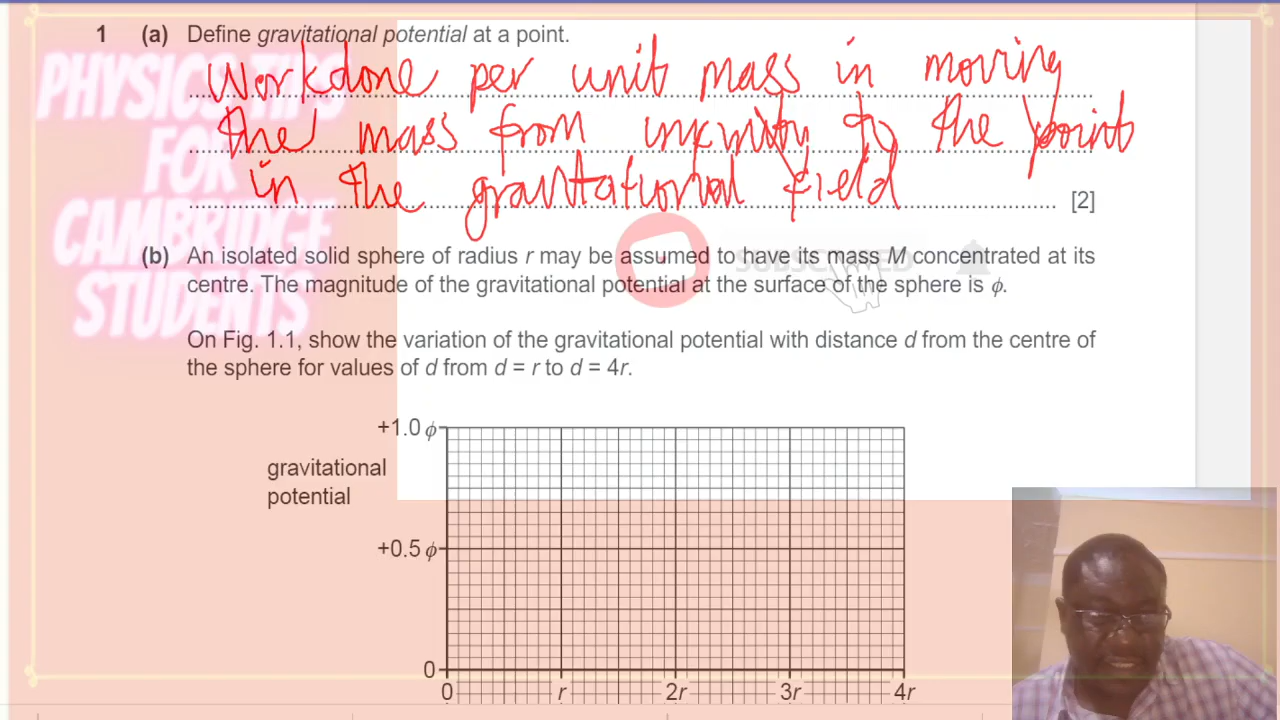 1 (a) Define gravitational potential at a point.
Workdone per unit mass in moving
the mass from infinity to the point
in the gravitational field
[2]
PHYSICS TIPS
FOR
CAMBRIDGE
STUDENTS
(b) An isolated solid sphere of radius r may be assumed to have its mass M concentrated at its
centre. The magnitude of the gravitational potential at the surface of the sphere is ϕ.
SUBSCRIBED
On Fig. 1.1, show the variation of the gravitational potential with distance d from the centre of
the sphere for values of d from d = r to d = 4r.
+1.0 ϕ
gravitational
potential
+0.5 ϕ
0
0 r 2r 3r 4r